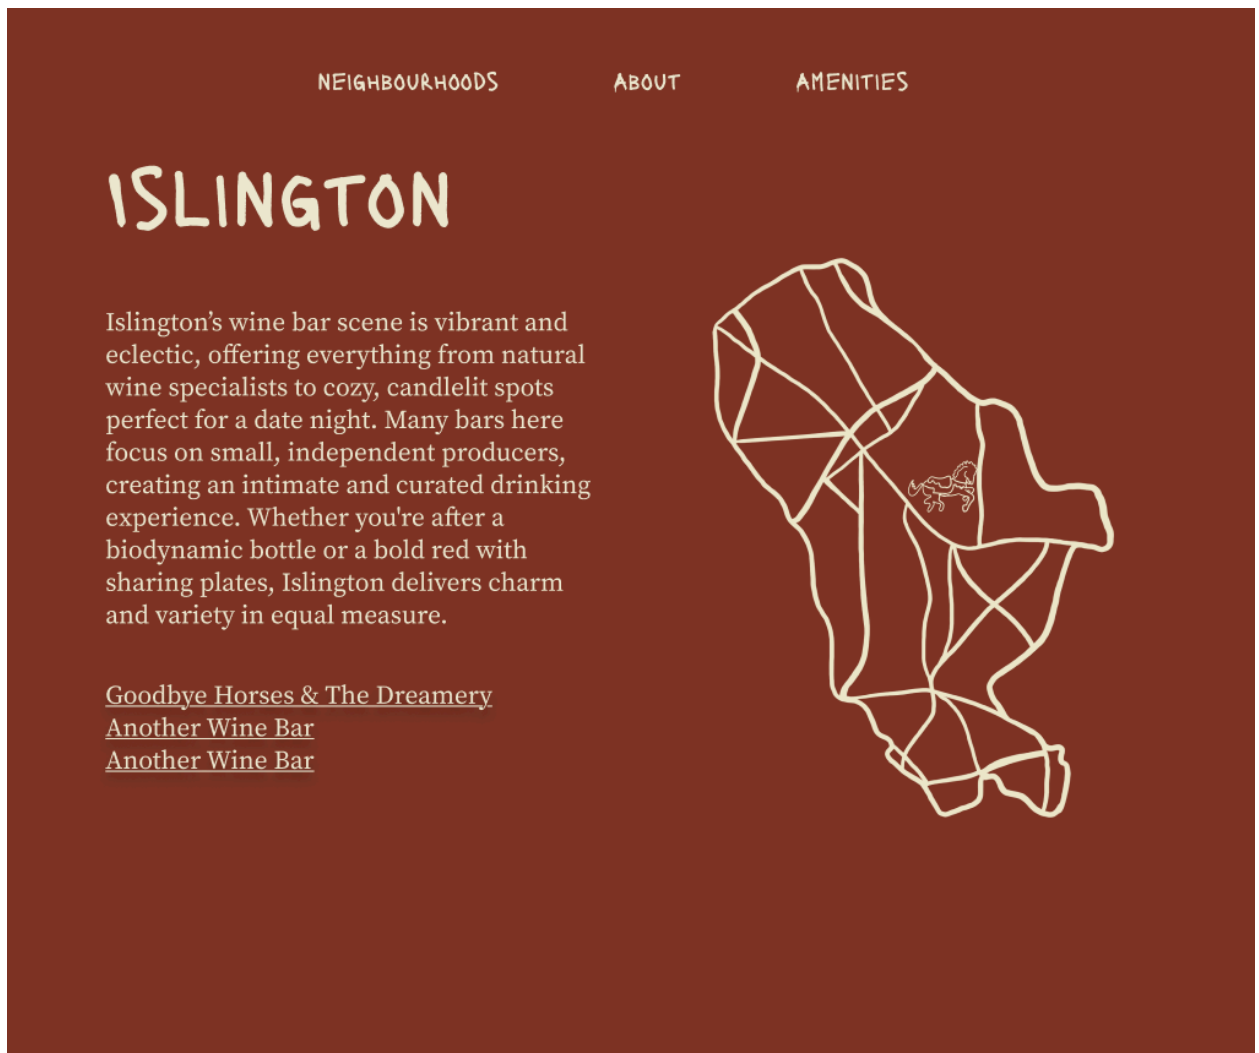 NEIGHBOURHOODS ABOUT AMENITIES
ISLINGTON
Islington’s wine bar scene is vibrant and
eclectic, offering everything from natural
wine specialists to cozy, candlelit spots
perfect for a date night. Many bars here
focus on small, independent producers,
creating an intimate and curated drinking
experience. Whether you're after a
biodynamic bottle or a bold red with
sharing plates, Islington delivers charm
and variety in equal measure.
Goodbye Horses & The Dreamery
Another Wine Bar
Another Wine Bar